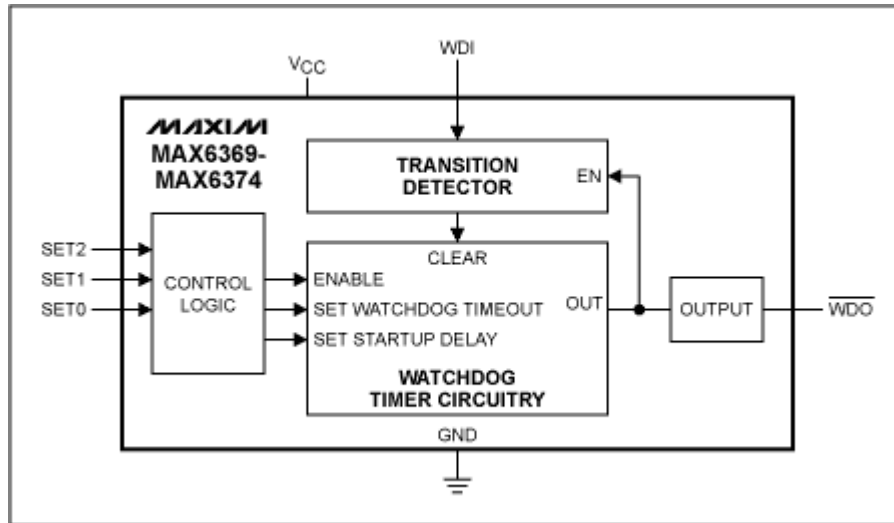 WDI
VCC
MAXIM
MAX6369-
MAX6374
TRANSITION
DETECTOR
EN
SET2
SET1
SET0
CONTROL
LOGIC
CLEAR
ENABLE
SET WATCHDOG TIMEOUT
SET STARTUP DELAY
OUT
WATCHDOG
TIMER CIRCUITRY
OUTPUT
WDO
GND